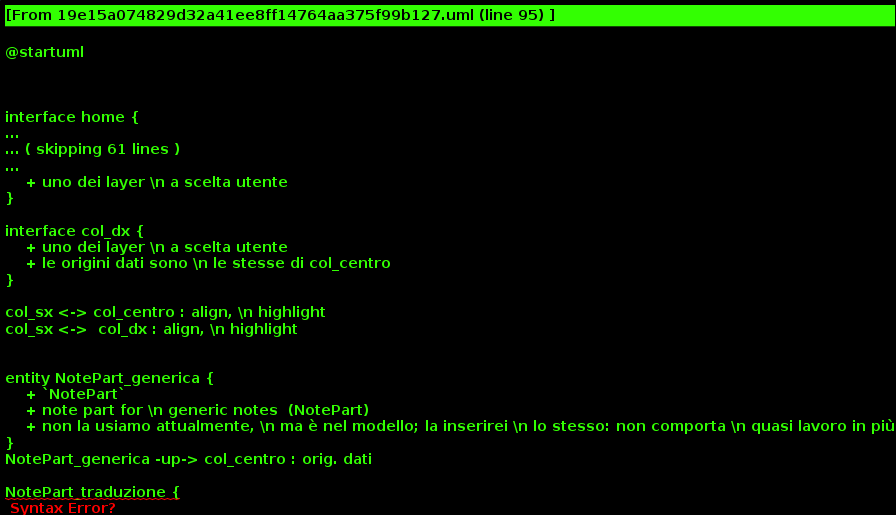 [From 19e15a074829d32a41ee8ff14764aa375f99b127.uml (line 95) ]
@startuml
interface home {
...
... ( skipping 61 lines )
...
+ uno dei layer \n a scelta utente
}
interface col_dx {
+ uno dei layer \n a scelta utente
+ le origini dati sono \n le stesse di col_centro
}
col_sx <-> col_centro : align, \n highlight
col_sx <->  col_dx : align, \n highlight
entity NotePart_generica {
+ `NotePart`
+ note part for \n generic notes  (NotePart)
+ non la usiamo attualmente, \n ma è nel modello; la inserirei \n lo stesso: non comporta \n quasi lavoro in più
}
NotePart_generica -up-> col_centro : orig. dati
NotePart_traduzione {
Syntax Error?